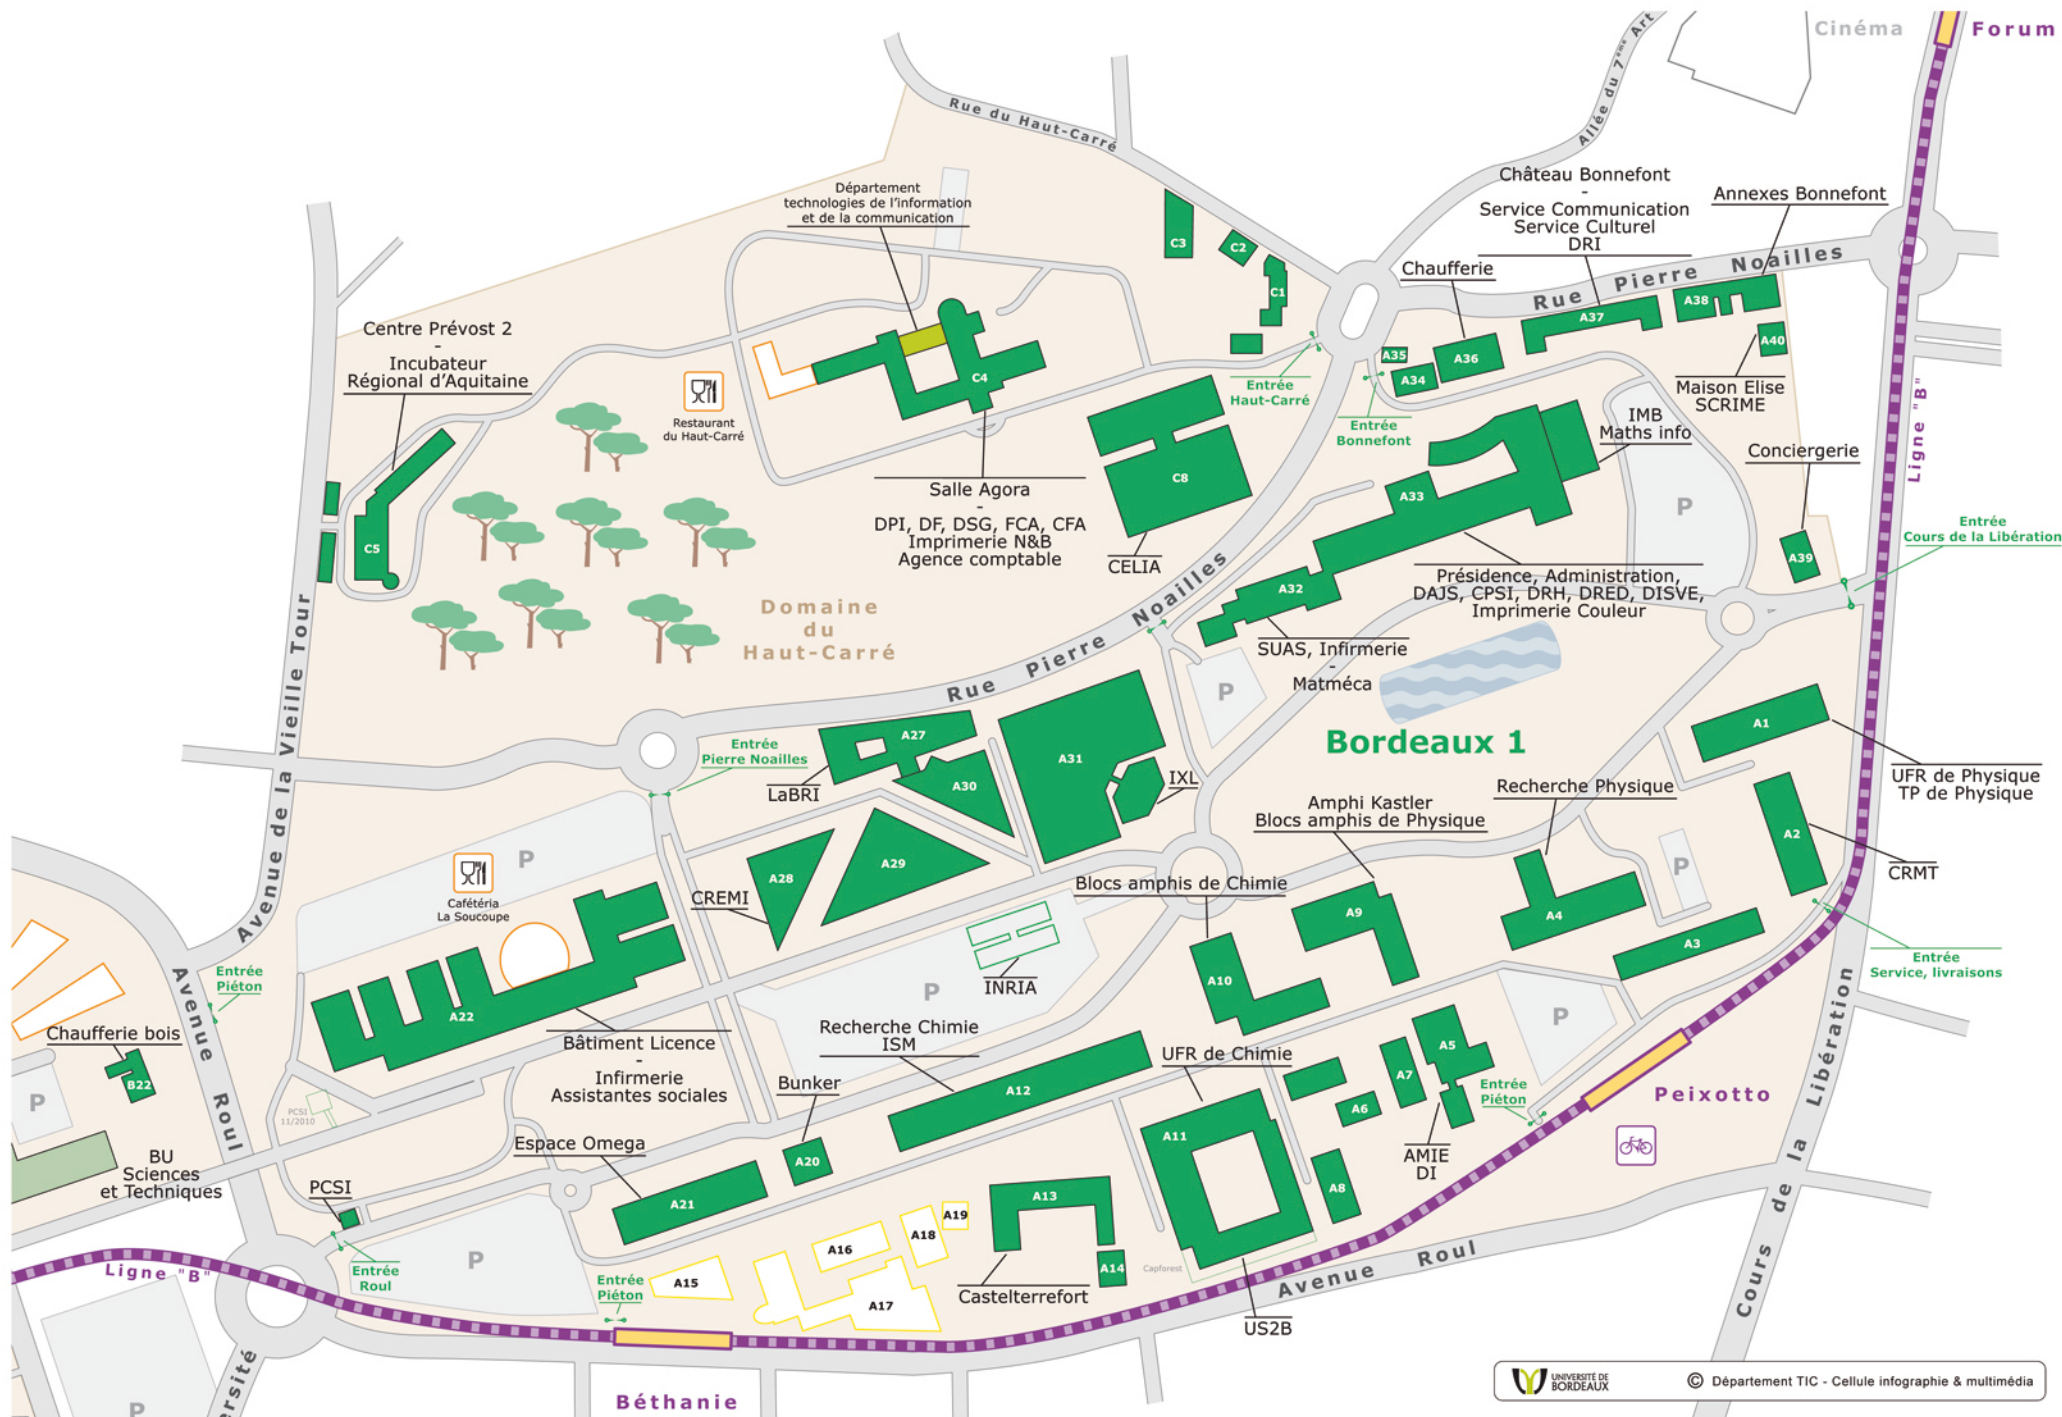 Cinéma
Forum
Allée du 7ème Art
Rue du Haut-Carré
Département
technologies de l'information
et de la communication
Château Bonnefont
-
Service Communication
Service Culturel
DRI
Annexes Bonnefont
Chaufferie
Rue Pierre Noailles
C3
C2
C1
A38
A37
A40
A35
A36
A34
Centre Prévost 2
-
Incubateur
Régional d'Aquitaine
C4
Entrée
Haut-Carré
Entrée
Bonnefont
Maison Elise
SCRIME
Ligne "B"
Restaurant
du Haut-Carré
IMB
Maths info
Conciergerie
C8
A33
P
Salle Agora
-
DPI, DF, DSG, FCA, CFA
Imprimerie N&B
Agence comptable
CELIA
C5
A39
Entrée
Cours de la Libération
Présidence, Administration,
DAJS, CPSI, DRH, DRED, DISVE,
Imprimerie Couleur
A32
Domaine
du
Haut-Carré
Rue Pierre Noailles
SUAS, Infirmerie
-
Matméca
P
Avenue de la Vieille Tour
Bordeaux 1
A1
UFR de Physique
TP de Physique
Entrée
Pierre Noailles
A27
A31
A30
LaBRI
IXL
Recherche Physique
Amphi Kastler
Blocs amphis de Physique
A2
CRMT
P
P
A28
A29
CREMI
Cafétéria
La Soucoupe
Blocs amphis de Chimie
A9
A4
A3
Entrée
Service, livraisons
Entrée
Piéton
INRIA
P
A10
A22
P
Chaufferie bois
B22
P
Avenue Roul
Bâtiment Licence
-
Infirmerie
Assistantes sociales
Recherche Chimie
ISM
UFR de Chimie
A5
A7
A6
Bunker
A12
PCSI
11/2010
Entrée
Piéton
Peixotto
Cours de la Libération
A11
AMIE
DI
Espace Omega
A20
BU
Sciences
et Techniques
PCSI
A21
A13
A8
A19
A18
A16
A15
A17
A14
Castelterrefort
Capforest
US2B
Avenue Roul
P
Ligne "B"
Entrée
Roul
Entrée
Piéton
P
ersité
Béthanie
UNIVERSITÉ DE
BORDEAUX
© Département TIC - Cellule infographie & multimédia